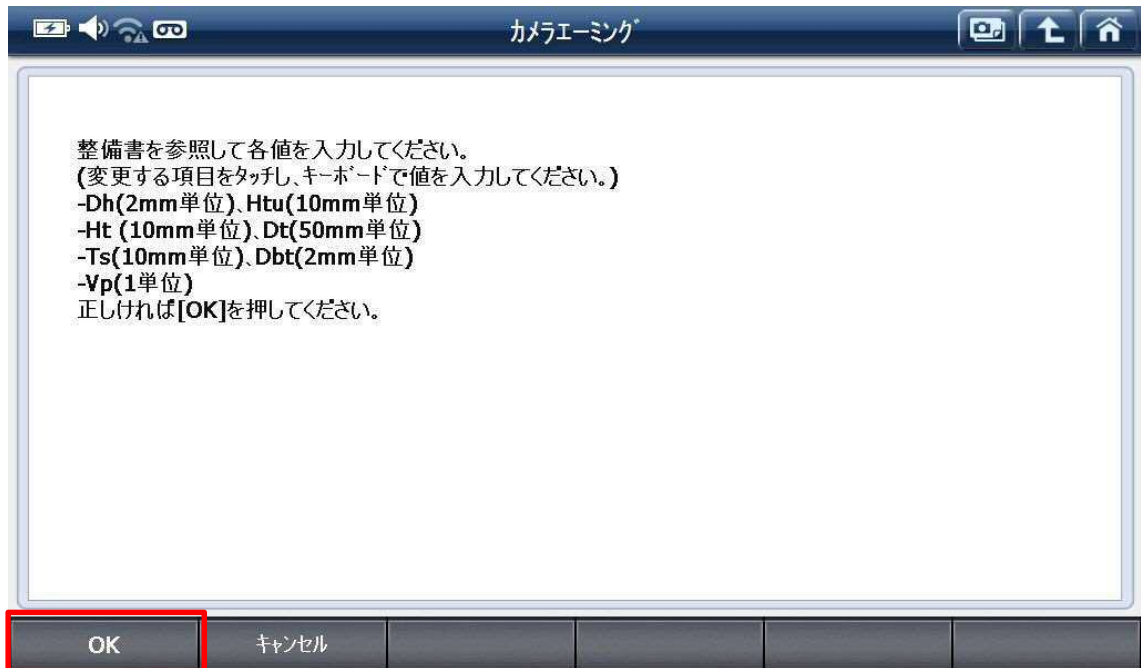 カメラエーミング
整備書を参照して各値を入力してください。
(変更する項目をタッチし、キーボードで値を入力してください。)
-Dh(2mm単位)、Htu(10mm単位)
-Ht (10mm単位)、Dt(50mm単位)
-Ts(10mm単位)、Dbt(2mm単位)
-Vp(1単位)
正しければ[OK]を押してください。
OK キャンセル